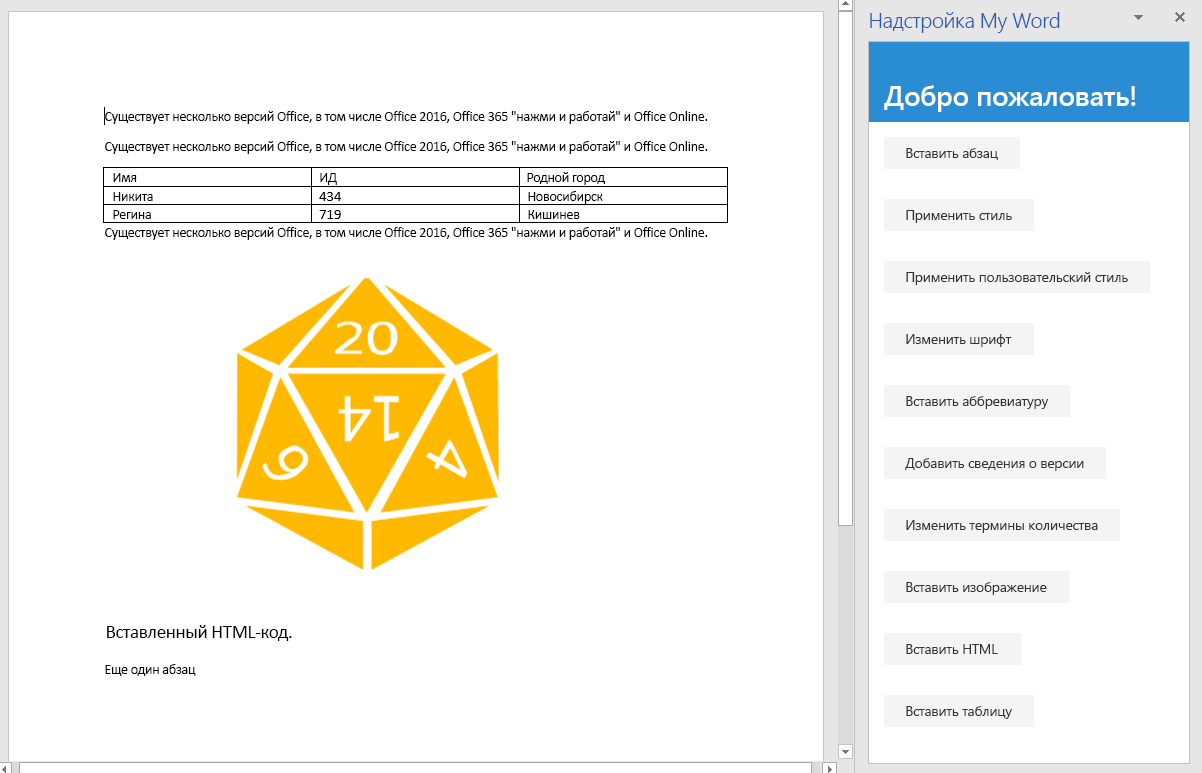 Существует несколько версий Office, в том числе Office 2016, Office 365 "нажми и работай" и Office Online.
Существует несколько версий Office, в том числе Office 2016, Office 365 "нажми и работай" и Office Online.
Имя ИД Родной город
Никита 434 Новосибирск
Регина 719 Кишинев
Существует несколько версий Office, в том числе Office 2016, Office 365 "нажми и работай" и Office Online.
20
14
9
4
Вставленный HTML-код.
Еще один абзац
Надстройка My Word
Добро пожаловать!
Вставить абзац
Применить стиль
Применить пользовательский стиль
Изменить шрифт
Вставить аббревиатуру
Добавить сведения о версии
Изменить термины количества
Вставить изображение
Вставить HTML
Вставить таблицу